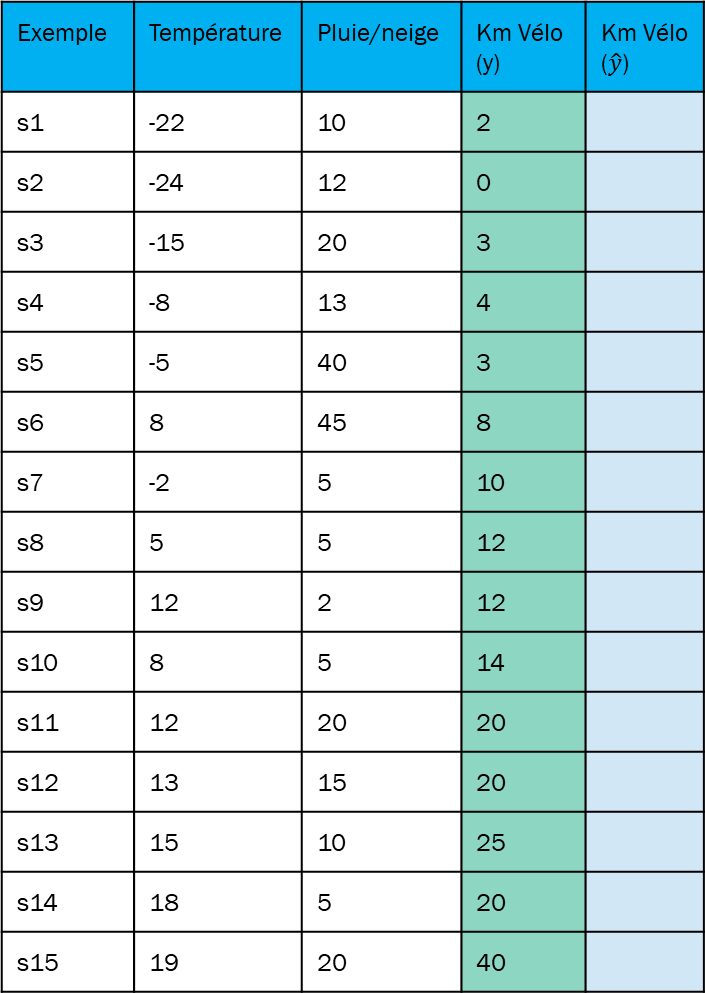 Exemple Température Pluie/neige Km Vélo (y) Km Vélo (ŷ)
s1 -22 10 2
s2 -24 12 0
s3 -15 20 3
s4 -8 13 4
s5 -5 40 3
s6 8 45 8
s7 -2 5 10
s8 5 5 12
s9 12 2 12
s10 8 5 14
s11 12 20 20
s12 13 15 20
s13 15 10 25
s14 18 5 20
s15 19 20 40